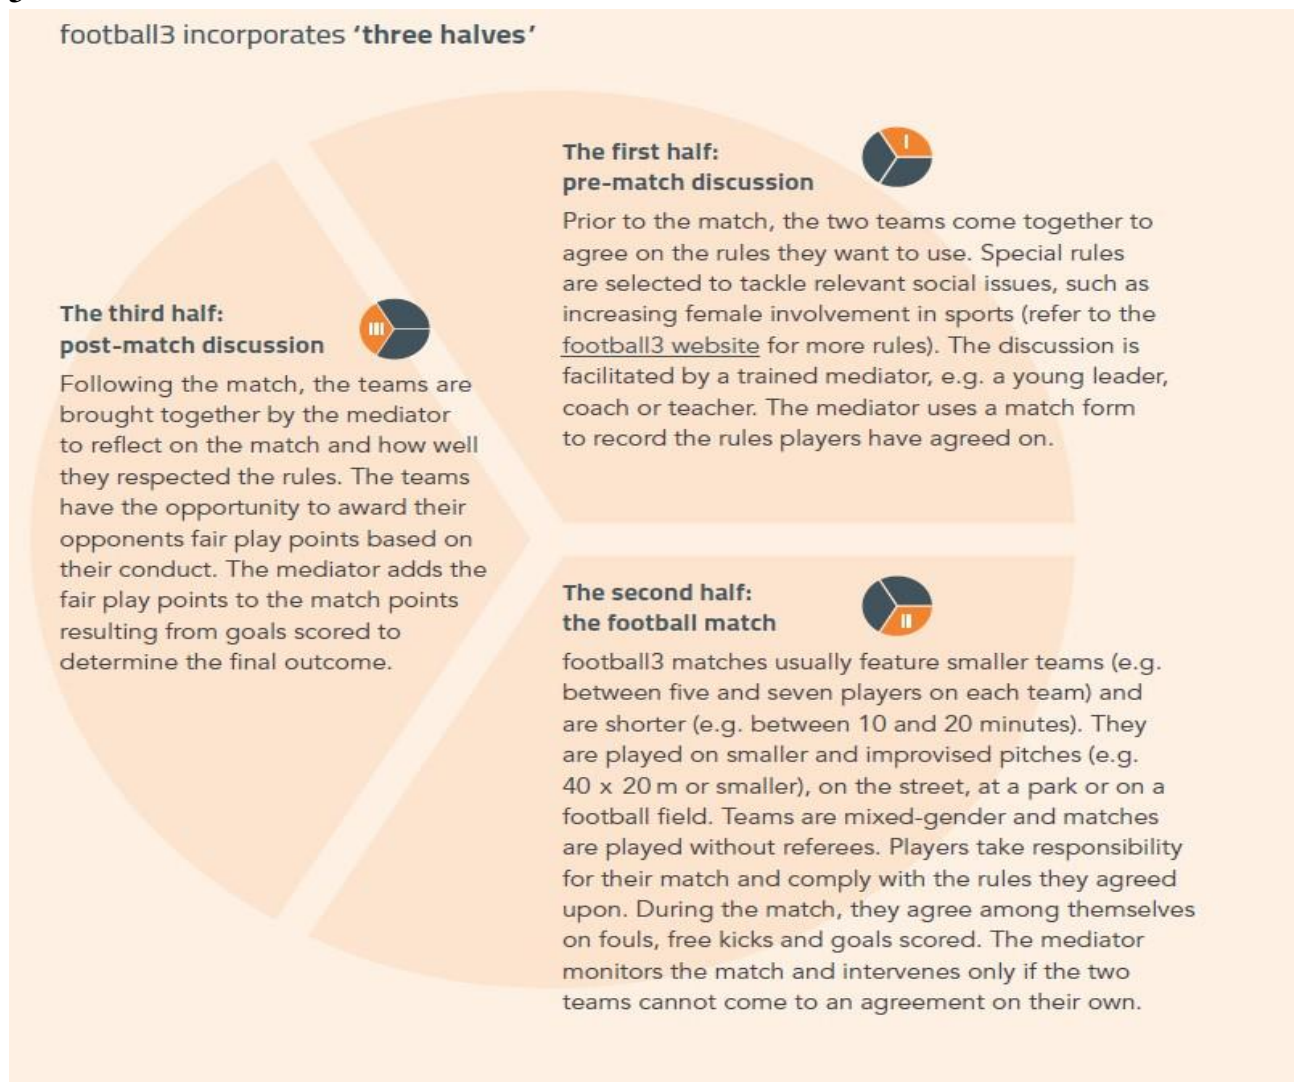 football3 incorporates ‘three halves’
The first half:
pre-match discussion
I
Prior to the match, the two teams come together to
agree on the rules they want to use. Special rules
are selected to tackle relevant social issues, such as
increasing female involvement in sports (refer to the
football3 website for more rules). The discussion is
facilitated by a trained mediator, e.g. a young leader,
coach or teacher. The mediator uses a match form
to record the rules players have agreed on.
The second half:
the football match
II
football3 matches usually feature smaller teams (e.g.
between five and seven players on each team) and
are shorter (e.g. between 10 and 20 minutes). They
are played on smaller and improvised pitches (e.g.
40 x 20 m or smaller), on the street, at a park or on a
football field. Teams are mixed-gender and matches
are played without referees. Players take responsibility
for their match and comply with the rules they agreed
upon. During the match, they agree among themselves
on fouls, free kicks and goals scored. The mediator
monitors the match and intervenes only if the two
teams cannot come to an agreement on their own.
The third half:
post-match discussion
III
Following the match, the teams are
brought together by the mediator
to reflect on the match and how well
they respected the rules. The teams
have the opportunity to award their
opponents fair play points based on
their conduct. The mediator adds the
fair play points to the match points
resulting from goals scored to
determine the final outcome.